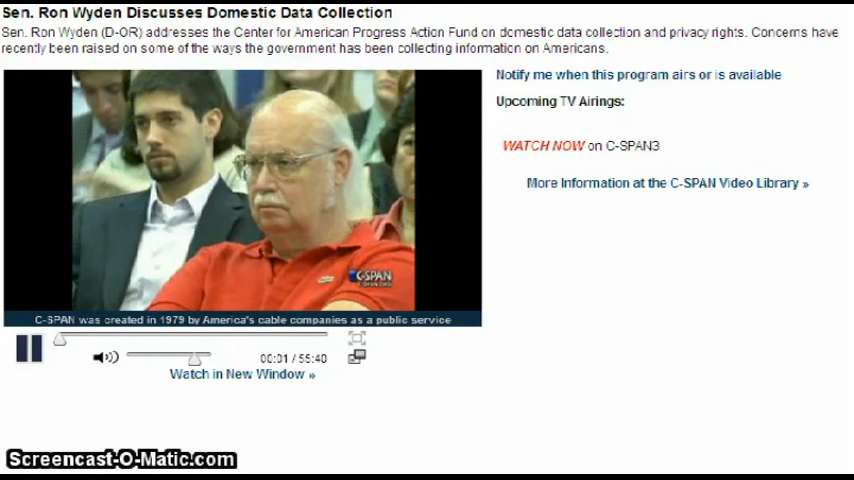 Sen. Ron Wyden Discusses Domestic Data Collection
Sen. Ron Wyden (D-OR) addresses the Center for American Progress Action Fund on domestic data collection and privacy rights. Concerns have
recently been raised on some of the ways the government has been collecting information on Americans.
Notify me when this program airs or is available
Upcoming TV Airings:
WATCH NOW on C-SPAN3
More Information at the C-SPAN Video Library »
C-SPAN
C-SPAN was created in 1979 by America's cable companies as a public service
00:01 / 55:40
Watch in New Window »
Screencast-O-Matic.com